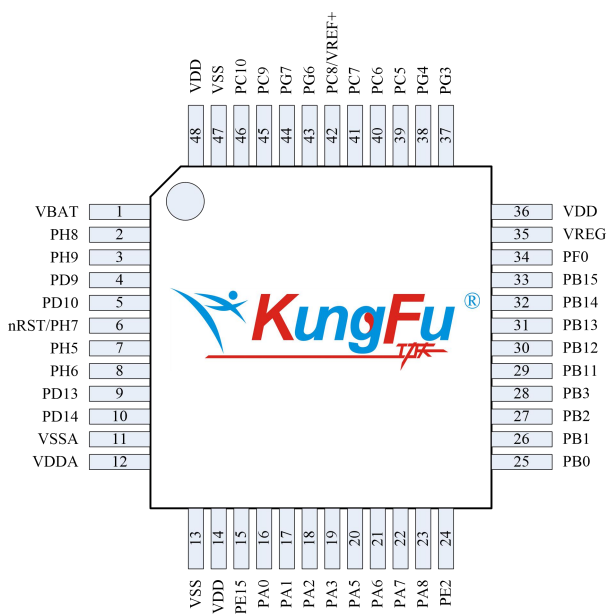 VDD VSS PC10 PC9 PG7 PG6 PC8/VREF+ PC7 PC6 PC5 PG4 PG3
48 47 46 45 44 43 42 41 40 39 38 37
VBAT 1 36 VDD
PH8 2 35 VREG
PH9 3 34 PF0
PD9 4 33 PB15
PD10 5 32 PB14
nRST/PH7 6 31 PB13
PH5 7 30 PB12
PH6 8 29 PB11
PD13 9 28 PB3
PD14 10 27 PB2
VSSA 11 26 PB1
VDDA 12 25 PB0
KungFu®
功夫
13 14 15 16 17 18 19 20 21 22 23 24
VSS VDD PE15 PA0 PA1 PA2 PA3 PA5 PA6 PA7 PA8 PE2